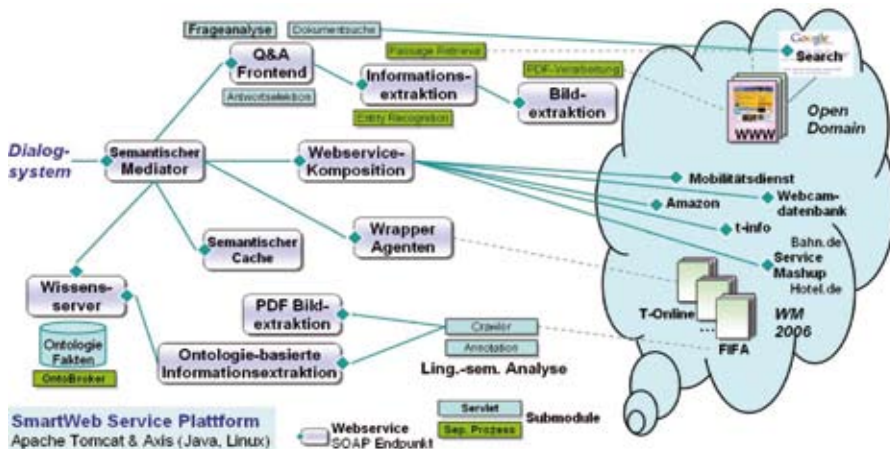 Frageanalyse
Dokumentsuche
Q&A
Frontend
Antwortselektion
Passage Retrieval
Informations-
extraktion
Entity Recognition
PDF-Verarbeitung
Bild-
extraktion
Google
Search
WWW
Open
Domain
Dialog-
system
Semantischer
Mediator
Webservice-
Komposition
Mobilitätsdienst
Webcam-
datenbank
Amazon
t-info
Bahn.de
Service
Mashup
Hotel.de
Wrapper
Agenten
Semantischer
Cache
Wissens-
server
Ontologie
Fakten
OntoBroker
PDF Bild-
extraktion
Ontologie-basierte
Informationsextraktion
Crawler
Annotation
Ling.-sem. Analyse
T-Online
...
FIFA
WM
2006
SmartWeb Service Plattform
Apache Tomcat & Axis (Java, Linux)
Webservice
SOAP Endpunkt
Servlet
Sep. Prozess
Submodule